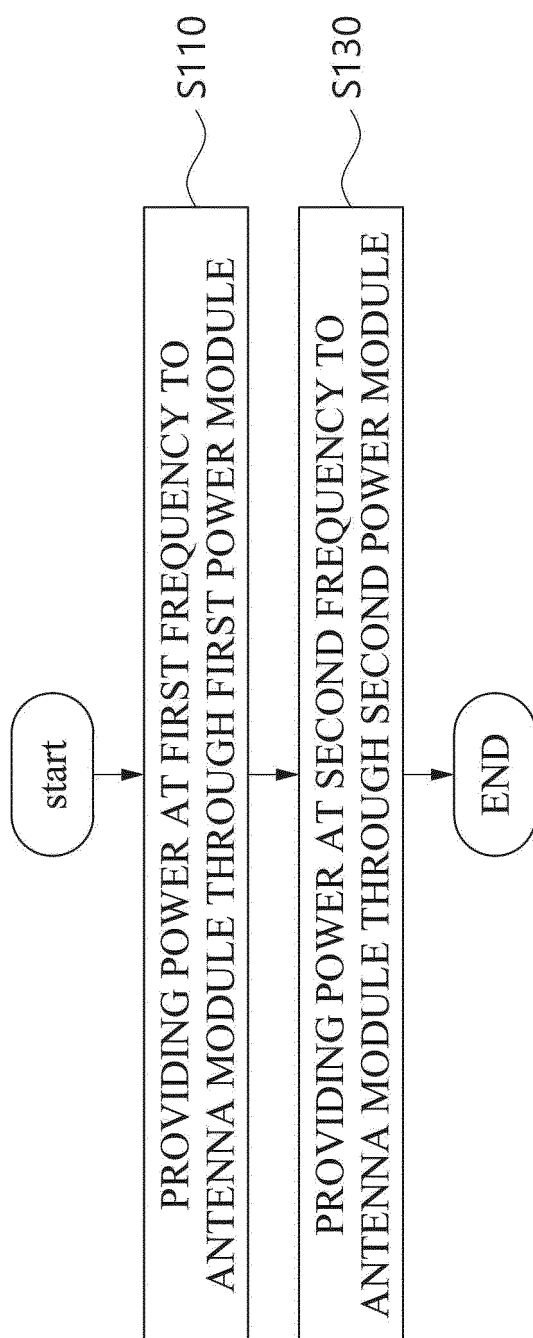 start
PROVIDING POWER AT FIRST FREQUENCY TO
ANTENNA MODULE THROUGH FIRST POWER MODULE
S110
PROVIDING POWER AT SECOND FREQUENCY TO
ANTENNA MODULE THROUGH SECOND POWER MODULE
S130
END